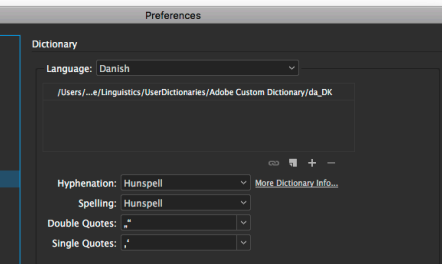 Preferences
Dictionary
Language: Danish
/Users/...e/Linguistics/UserDictionaries/Adobe Custom Dictionary/da_DK
Hyphenation: Hunspell More Dictionary Info...
Spelling: Hunspell
Double Quotes: „“
Single Quotes: ‚‘